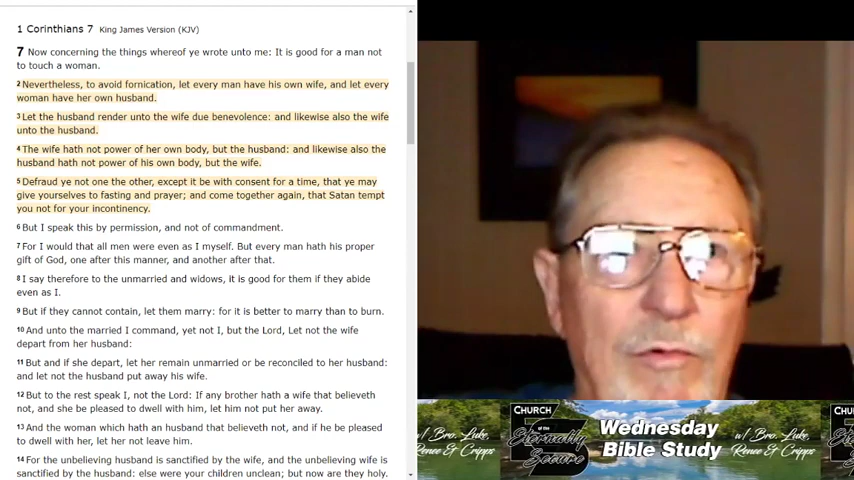 1 Corinthians 7 King James Version (KJV)
7 Now concerning the things whereof ye wrote unto me: It is good for a man not
to touch a woman.
2 Nevertheless, to avoid fornication, let every man have his own wife, and let every
woman have her own husband.
3 Let the husband render unto the wife due benevolence: and likewise also the wife
unto the husband.
4 The wife hath not power of her own body, but the husband: and likewise also the
husband hath not power of his own body, but the wife.
5 Defraud ye not one the other, except it be with consent for a time, that ye may
give yourselves to fasting and prayer; and come together again, that Satan tempt
you not for your incontinency.
6 But I speak this by permission, and not of commandment.
7 For I would that all men were even as I myself. But every man hath his proper
gift of God, one after this manner, and another after that.
8 I say therefore to the unmarried and widows, it is good for them if they abide
even as I.
9 But if they cannot contain, let them marry: for it is better to marry than to burn.
10 And unto the married I command, yet not I, but the Lord, Let not the wife
depart from her husband:
11 But and if she depart, let her remain unmarried or be reconciled to her husband:
and let not the husband put away his wife.
12 But to the rest speak I, not the Lord: If any brother hath a wife that believeth
not, and she be pleased to dwell with him, let him not put her away.
13 And the woman which hath an husband that believeth not, and if he be pleased
to dwell with her, let her not leave him.
14 For the unbelieving husband is sanctified by the wife, and the unbelieving wife is
sanctified by the husband: else were your children unclean; but now are they holy.
w/ Bro. Luke,
Renee & Cripps
CHURCH
of the
Eternally
Secure
Wednesday
Bible Study
w/ Bro. Luke,
Renee & Cripps
CH